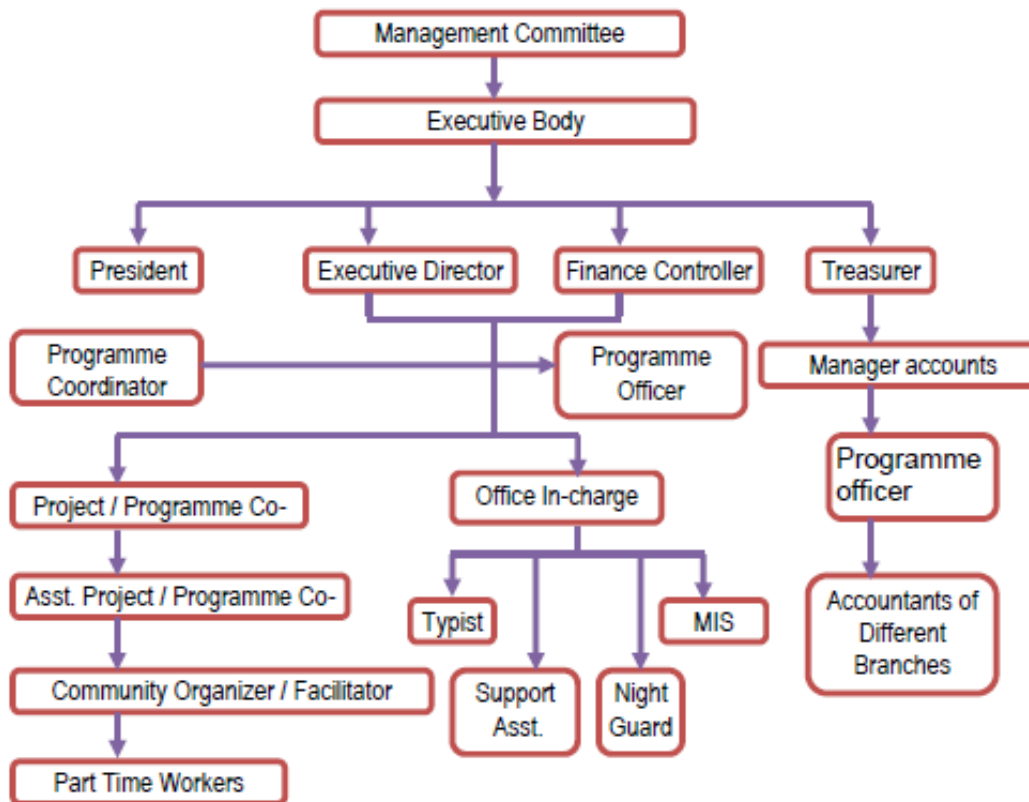 Management Committee
Executive Body
President
Executive Director
Finance Controller
Treasurer
Programme
Coordinator
Programme
Officer
Manager accounts
Programme
officer
Project / Programme Co-
Office In-charge
Asst. Project / Programme Co-
Typist
MIS
Accountants of
Different
Branches
Community Organizer / Facilitator
Support
Asst.
Night
Guard
Part Time Workers